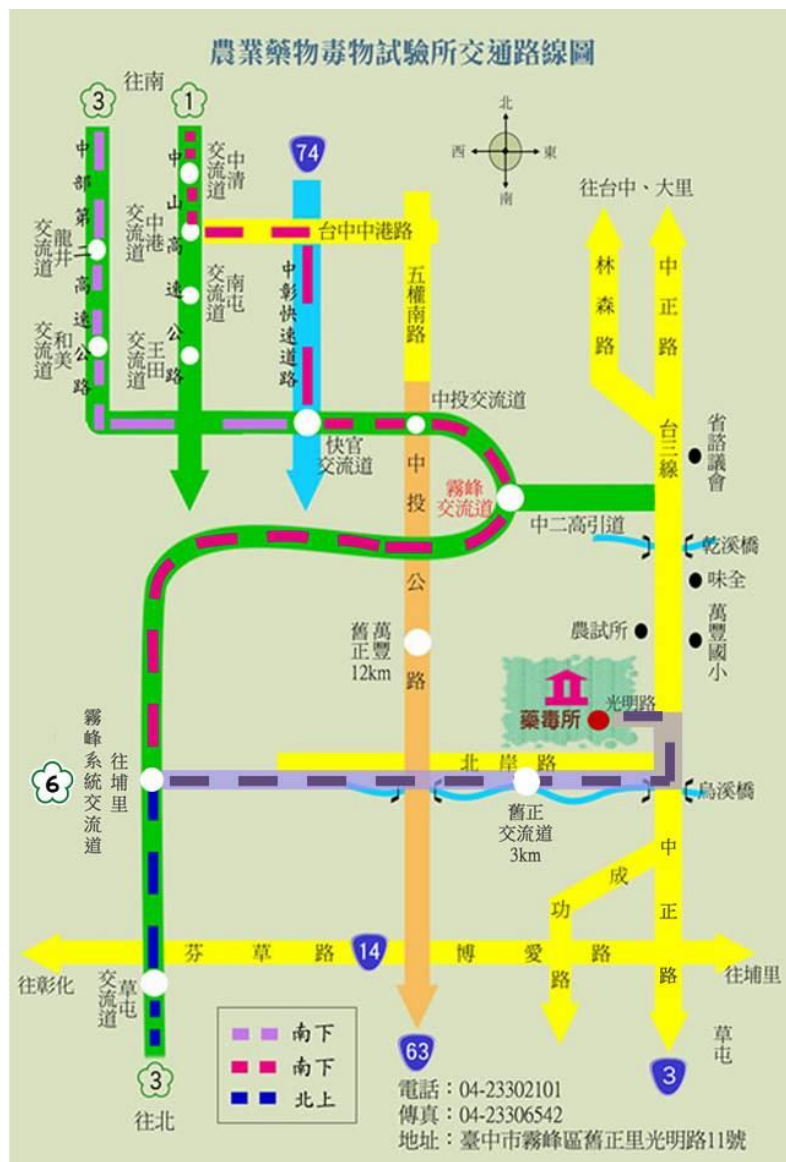 農業藥物毒物試驗所交通路線圖
往南
3
1
74
北
西
東
南
往台中、大里
中部第二高速公路
中山高速公路
中清交流道
中港交流道
台中中港路
龍井交流道
南屯交流道
和美交流道
王田交流道
中彰快速道路
五權南路
林森路
中正路
台三線
省諮議會
快官
交流道
中投交流道
霧峰
交流道
中二高引道
乾溪橋
味全
農試所
萬豐國小
中投公路
萬豐
舊正
12km
藥毒所
光明路
北岸路
霧峰系統交流道
往埔里
6
烏溪橋
舊正
交流道
3km
中正路
成功路
芬草路
14
博愛路
往彰化
往埔里
草屯交流道
草屯
南下
南下
北上
3
往北
63
3
電話：04-23302101
傳真：04-23306542
地址：臺中市霧峰區舊正里光明路11號